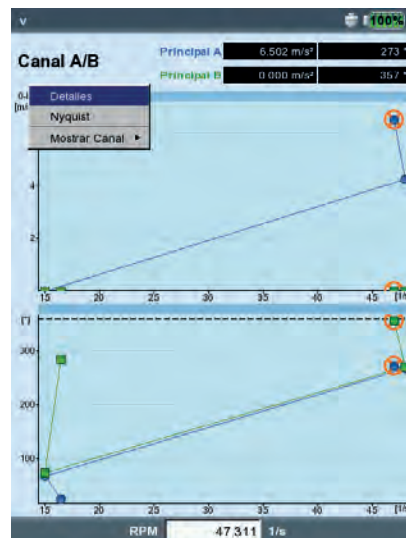 v 100%
Canal A/B
Principal A 6.502 m/s² 273 °
Principal B 0.000 m/s² 357 °
Detalles
Nyquist
Mostrar Canal
4
2
15 20 25 30 35 40 45
[°]
300
200
100
15 20 25 30 35 40 45
RPM 47,311 1/s